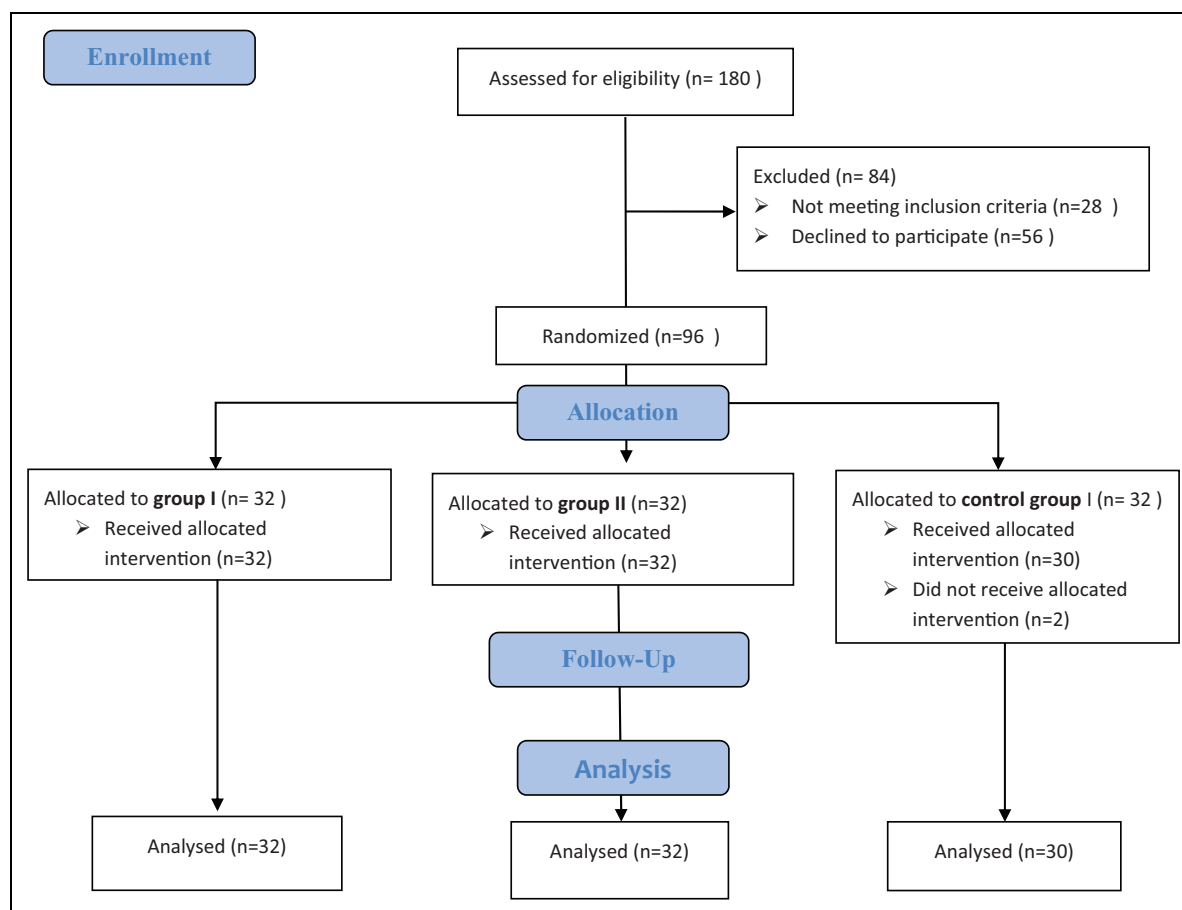 Enrollment
Assessed for eligibility (n= 180 )
Excluded (n= 84)
➢ Not meeting inclusion criteria (n=28 )
➢ Declined to participate (n=56 )
Randomized (n=96 )
Allocation
Allocated to group I (n= 32 )
➢ Received allocated
intervention (n=32)
Allocated to group II (n=32)
➢ Received allocated
intervention (n=32)
Allocated to control group I (n= 32 )
➢ Received allocated
intervention (n=30)
➢ Did not receive allocated
intervention (n=2)
Follow-Up
Analysis
Analysed (n=32)
Analysed (n=32)
Analysed (n=30)